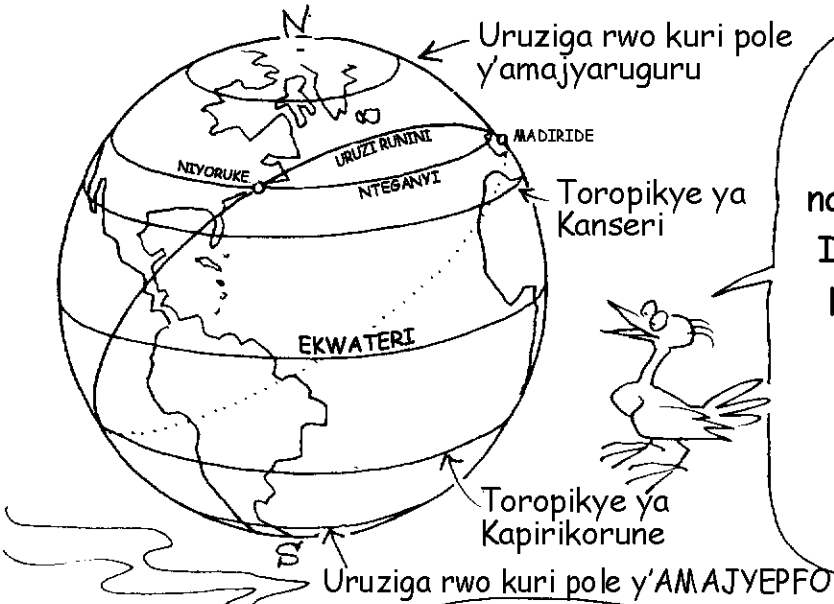 N
Uruziga rwo kuri pole
y'amajyaruguru
MADIRIDE
URUZI RUNINI
NIYORUKE
NTEGANYI
Toropikye ya
Kanseri
EKWATERI
Toropikye ya
Kapirikorune
S
Uruziga rwo kuri pole y'AMAJYEPFO